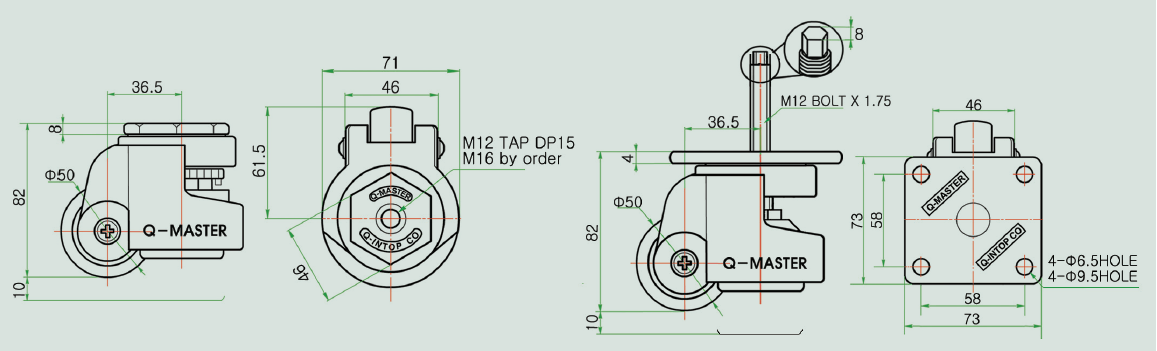 36.5
8
82
Φ50
Q-MASTER
10
71
46
61.5
M12 TAP DP15
M16 by order
Q-MASTER
Q-INTOP CO
46
8
M12 BOLT X 1.75
36.5
4
82
Φ50
Q-MASTER
10
46
73
58
Q-MASTER
Q-INTOP CO
4-Φ6.5HOLE
4-Φ9.5HOLE
58
73